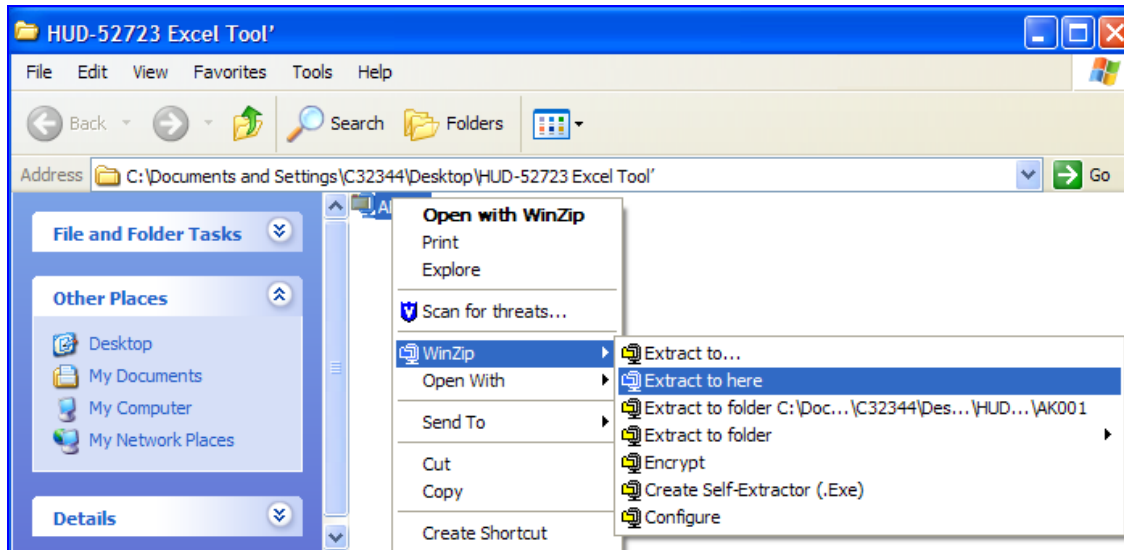 HUD-52723 Excel Tool’
File Edit View Favorites Tools Help
Back Search Folders
Address C:\Documents and Settings\C32344\Desktop\HUD-52723 Excel Tool’ Go
File and Folder Tasks
Other Places
Desktop
My Documents
My Computer
My Network Places
Details
Open with WinZip
Print
Explore
Scan for threats...
WinZip
Open With
Send To
Cut
Copy
Create Shortcut
Extract to...
Extract to here
Extract to folder C:\Doc...\C32344\Des...\HUD...\AK001
Extract to folder
Encrypt
Create Self-Extractor (.Exe)
Configure